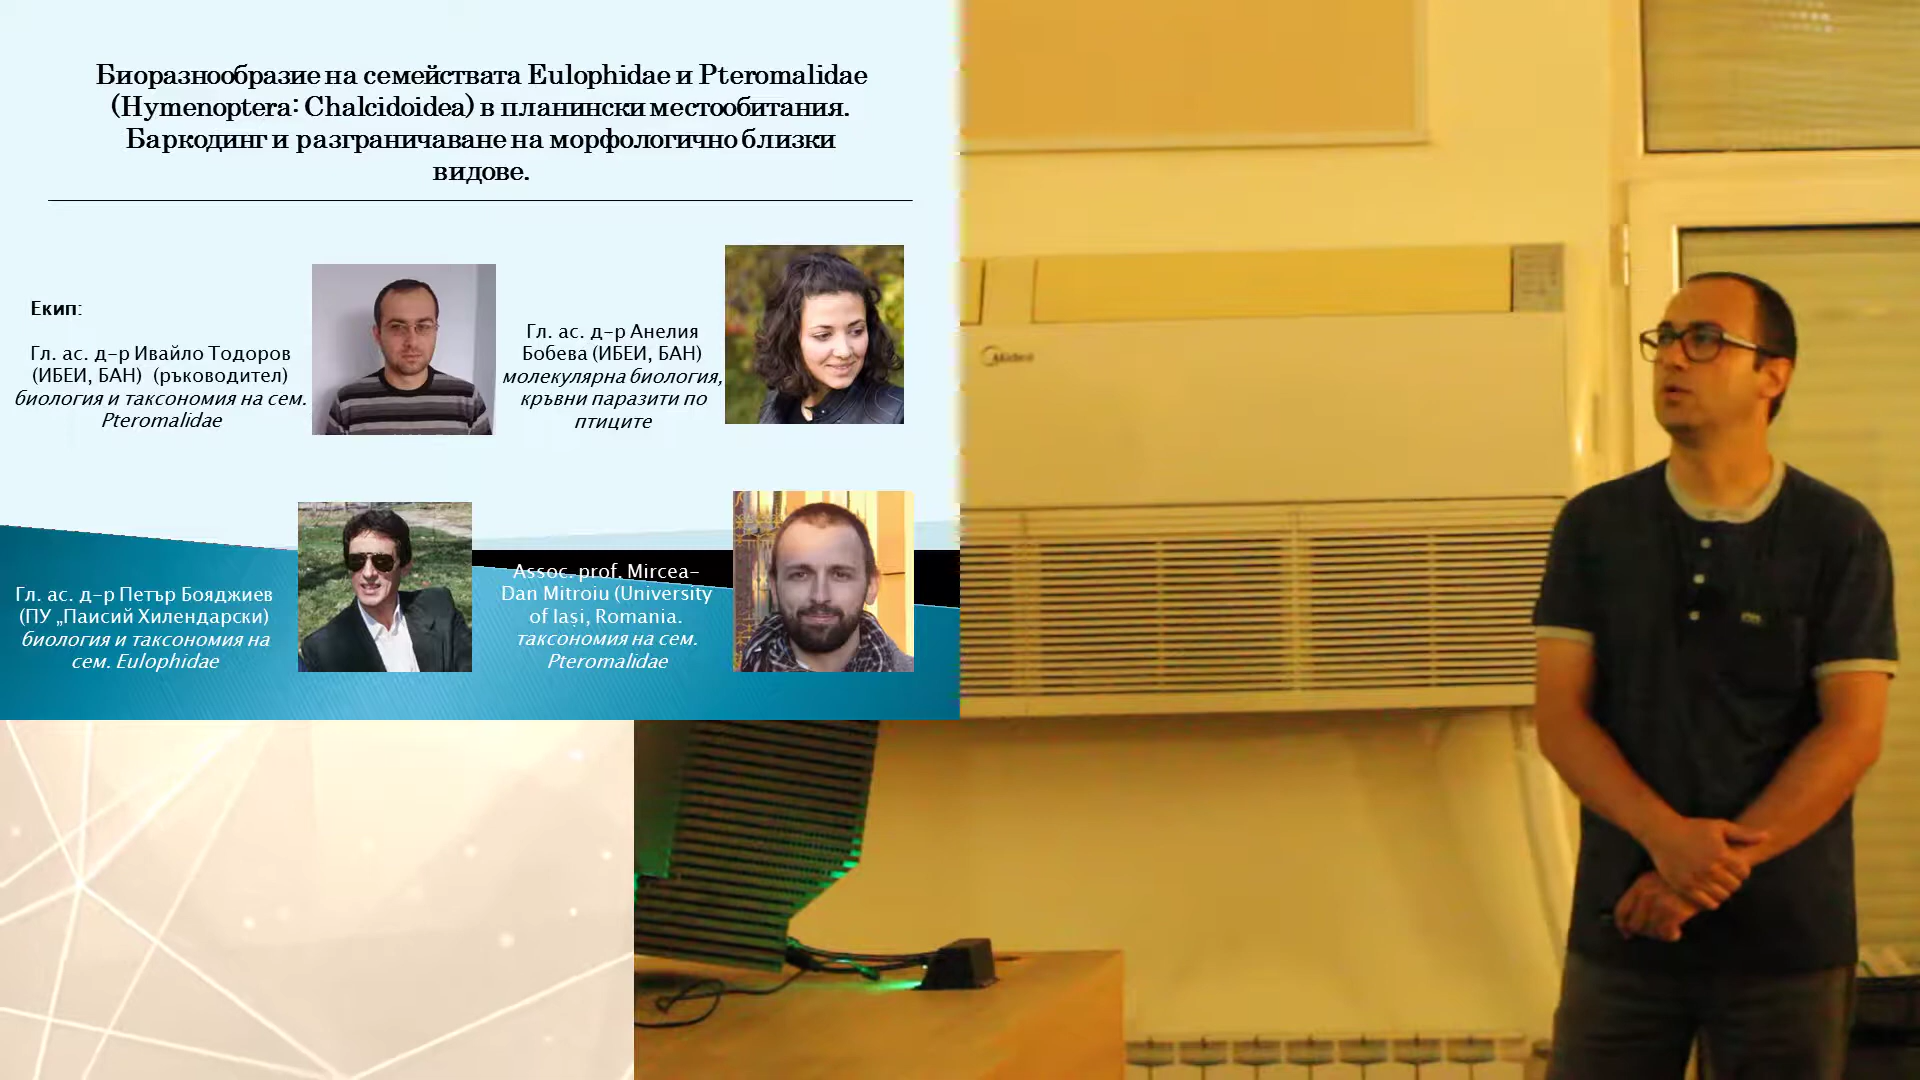 Биоразнообразие на семействата Eulophidae и Pteromalidae
(Hymenoptera: Chalcidoidea) в планински местообитания.
Баркодинг и разграничаване на морфологично близки
видове.
Екип:
Гл. ас. д-р Ивайло Тодоров
(ИБЕИ, БАН) (ръководител)
биология и таксономия на сем.
Pteromalidae
Гл. ас. д-р Анелия
Бобева (ИБЕИ, БАН)
молекулярна биология,
кръвни паразити по
птиците
Гл. ас. д-р Петър Бояджиев
(ПУ „Паисий Хилендарски)
биология и таксономия на
сем. Eulophidae
Assoc. prof. Mircea-
Dan Mitroiu (University
of Iași, Romania.
таксономия на сем.
Pteromalidae
Midea